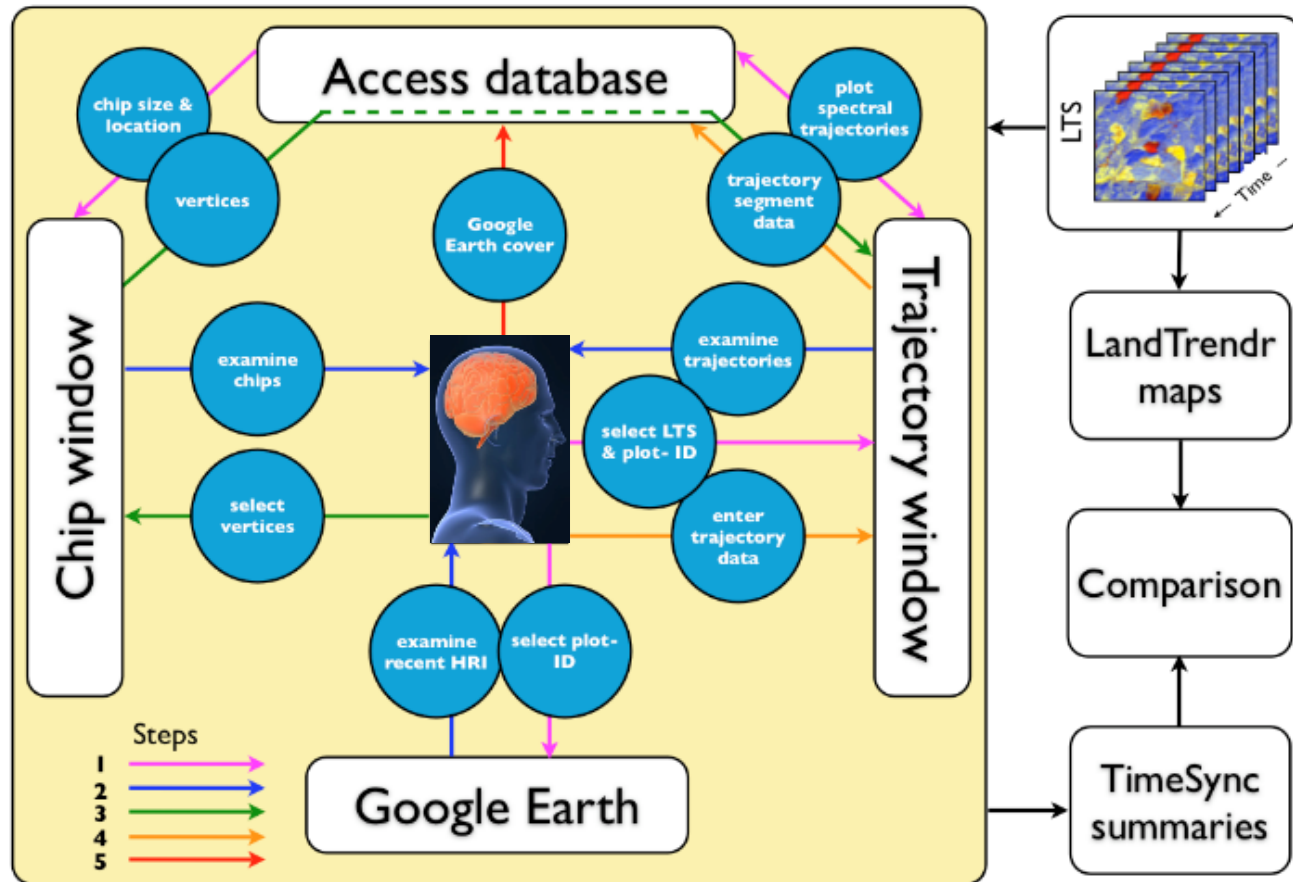 Access database
chip size &
location
vertices
plot
spectral
trajectories
trajectory
segment
data
Google
Earth cover
Chip window
Trajectory window
examine
chips
examine
trajectories
select LTS
& plot- ID
select
vertices
enter
trajectory
data
examine
recent HRI
select plot-
ID
Steps
1
2
3
4
5
Google Earth
LTS
Time
LandTrendr
maps
Comparison
TimeSync
summaries